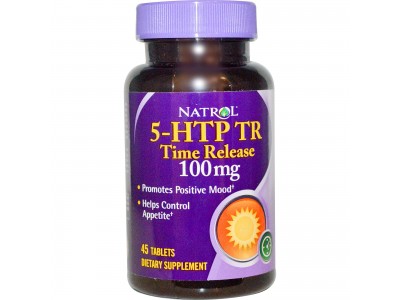 NATROL
5-HTP TR
Time Release
100mg
• Promotes Positive Mood†
• Helps Control
Appetite†
45 TABLETS
DIETARY SUPPLEMENT